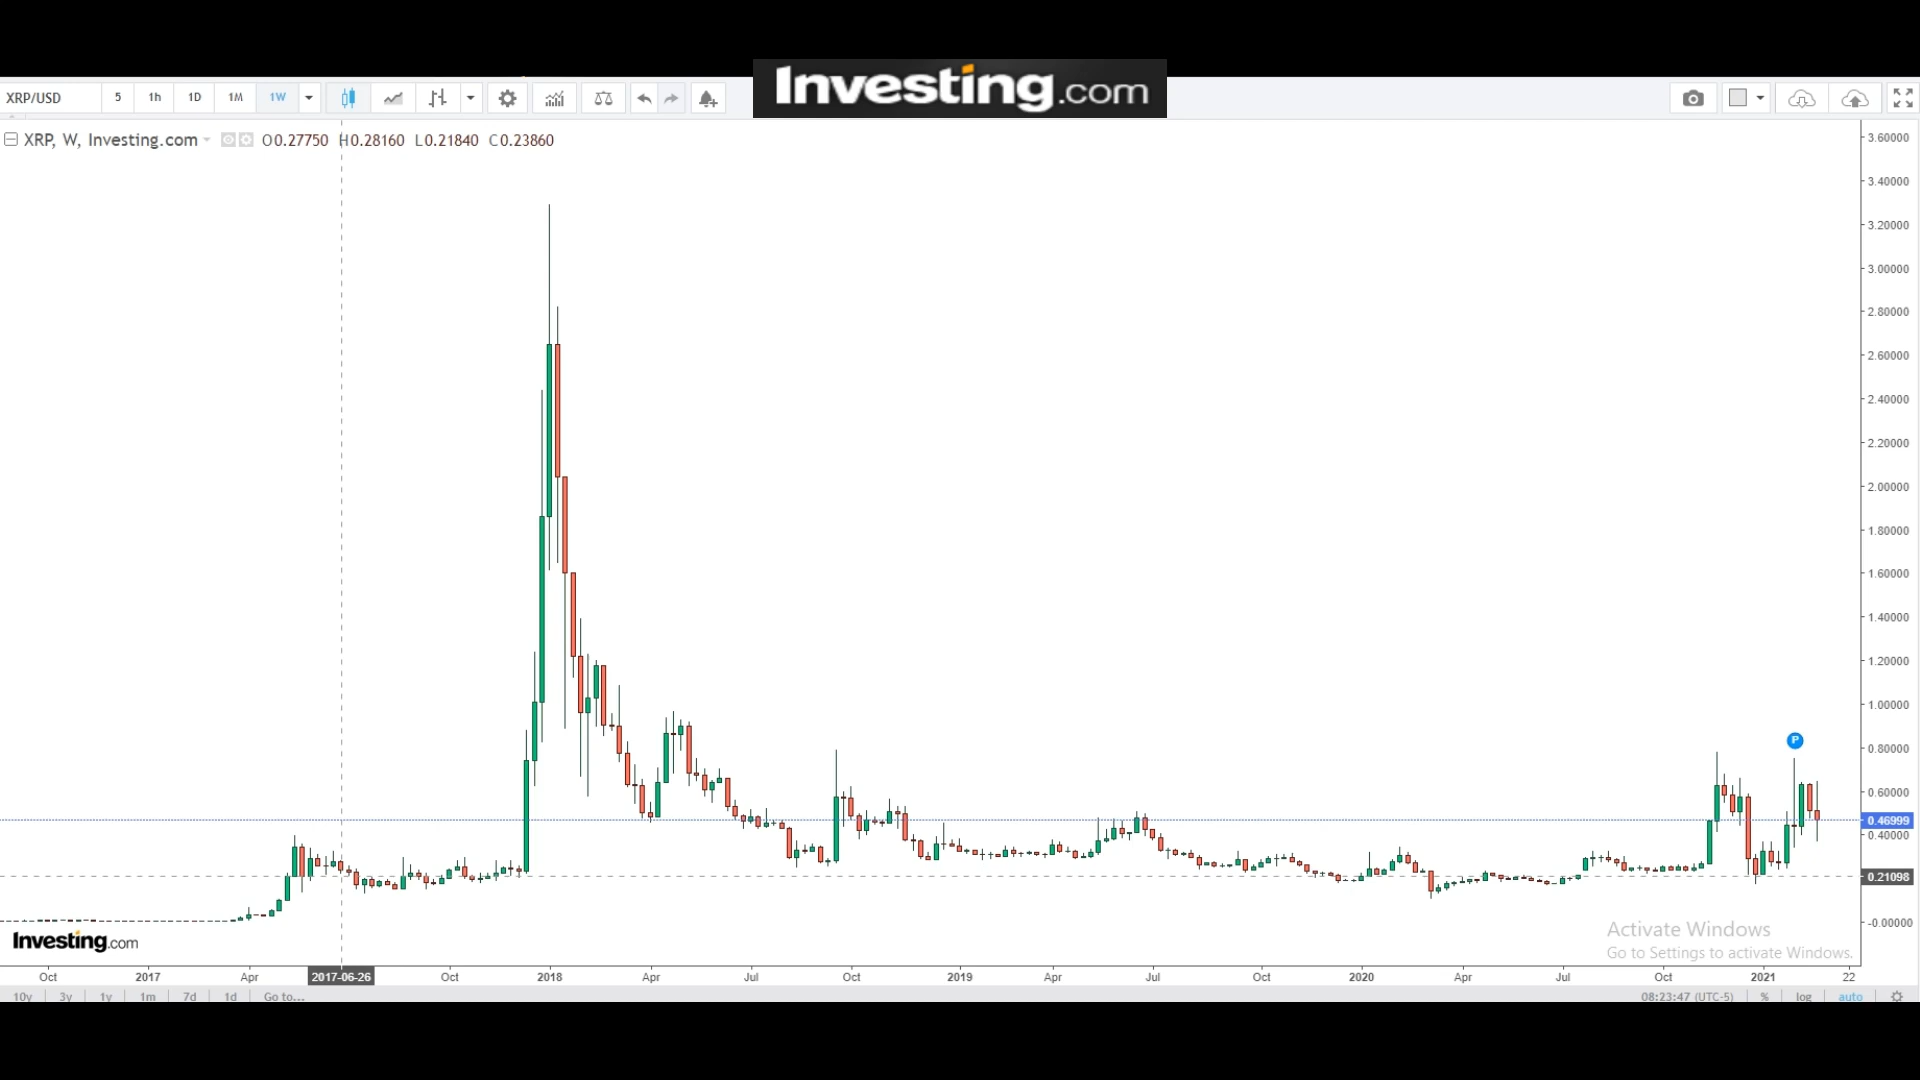 Investing.com
XRP/USD 5 1h 1D 1M 1W
XRP, W, Investing.com O0.27750 H0.28160 L0.21840 C0.23860
3.60000
3.40000
3.20000
3.00000
2.80000
2.60000
2.40000
2.20000
2.00000
1.80000
1.60000
1.40000
1.20000
1.00000
P
0.80000
0.60000
0.46999
0.40000
0.21098
-0.00000
Activate Windows
Go to Settings to activate Windows.
Investing.com
Oct 2017 Apr 2017-06-26 Oct 2018 Apr Jul Oct 2019 Apr Jul Oct 2020 Apr Jul Oct 2021 22
10y 3y 1y 1m 7d 1d Go to... 08:23:47 (UTC-5) % log auto